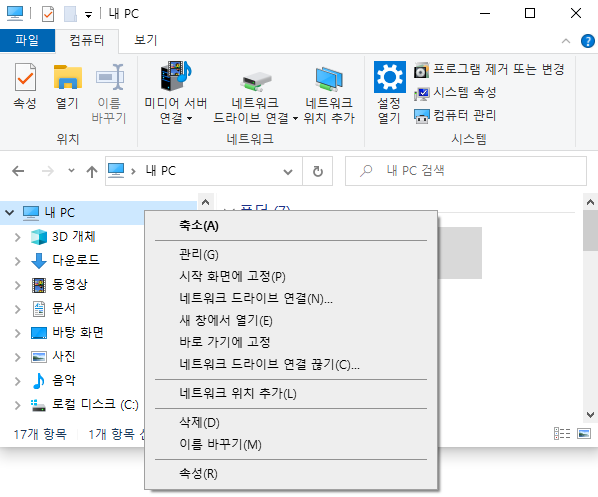 내 PC
파일 컴퓨터 보기
속성 열기 이름 바꾸기
미디어 서버 연결 네트워크 드라이브 연결 네트워크 위치 추가
설정 열기 프로그램 제거 또는 변경
시스템 속성
컴퓨터 관리
위치 네트워크 시스템
내 PC 내 PC 검색
내 PC
3D 개체
다운로드
동영상
문서
바탕 화면
사진
음악
로컬 디스크 (C:)
축소(A)
관리(G)
시작 화면에 고정(P)
네트워크 드라이브 연결(N)...
새 창에서 열기(E)
바로 가기에 고정
네트워크 드라이브 연결 끊기(C)...
네트워크 위치 추가(L)
삭제(D)
이름 바꾸기(M)
속성(R)
17개 항목 1개 항목